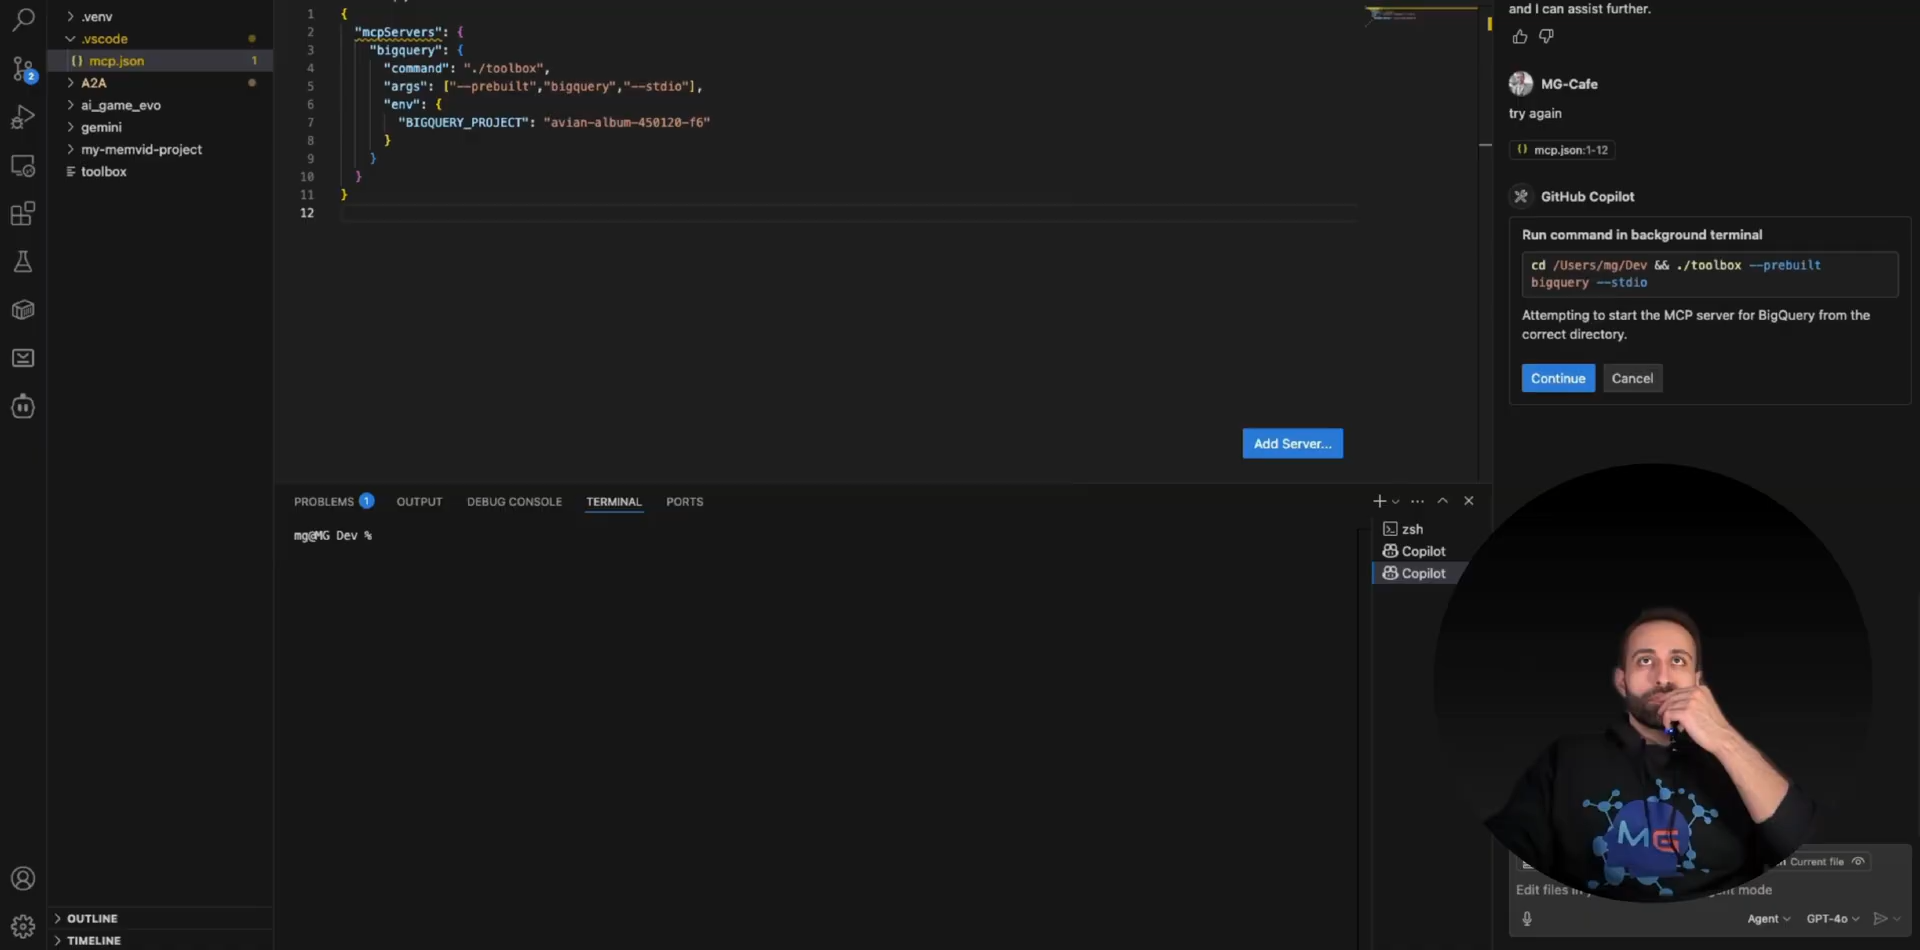 .venv
.vscode
mcp.json 1
A2A
ai_game_evo
gemini
my-memvid-project
toolbox
2
OUTLINE
TIMELINE
1 {
2 "mcpServers": {
3 "bigquery": {
4 "command": "./toolbox",
5 "args": ["--prebuilt","bigquery","--stdio"],
6 "env": {
7 "BIGQUERY_PROJECT": "avian-album-450120-f6"
8 }
9 }
10 }
11 }
12
Add Server...
PROBLEMS 1 OUTPUT DEBUG CONSOLE TERMINAL PORTS
mg@MG Dev %
zsh
Copilot
Copilot
and I can assist further.
MG-Cafe
try again
mcp.json:1-12
GitHub Copilot
Run command in background terminal
cd /Users/mg/Dev && ./toolbox --prebuilt
bigquery --stdio
Attempting to start the MCP server for BigQuery from the
correct directory.
Continue Cancel
MG
Current file
Edit files in mode
Agent GPT-4o